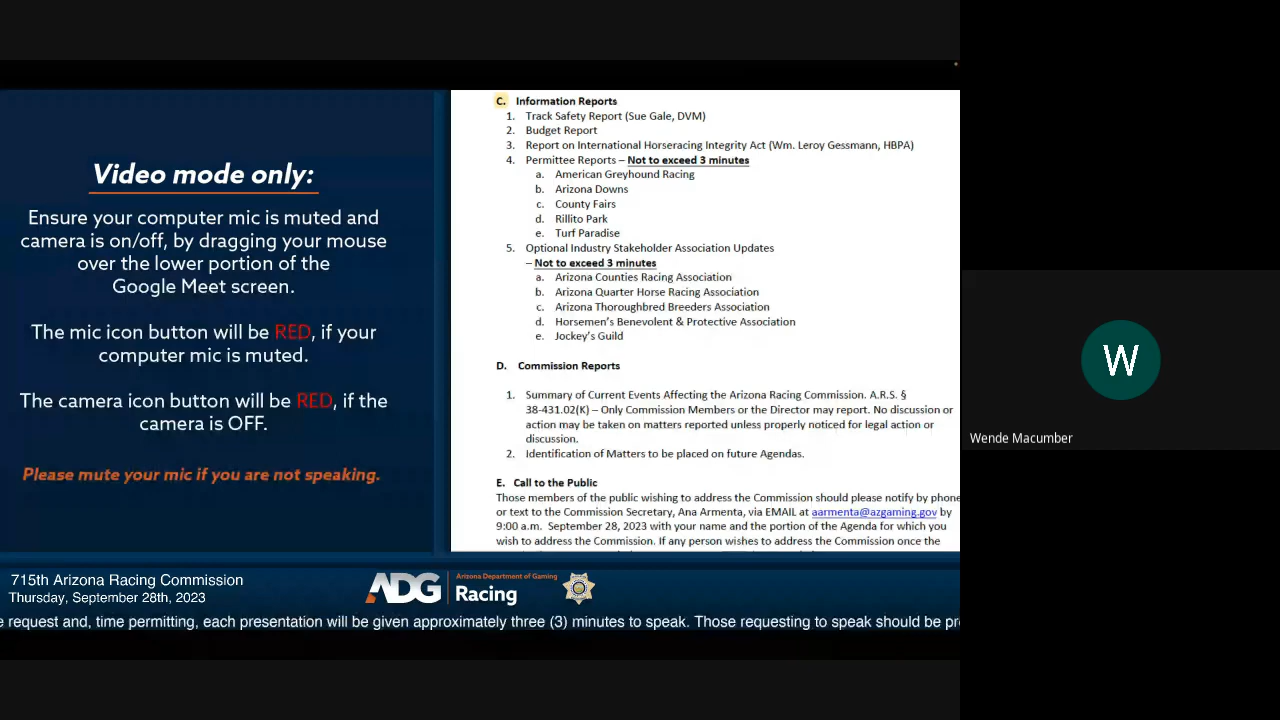 Video mode only:
Ensure your computer mic is muted and
camera is on/off, by dragging your mouse
over the lower portion of the
Google Meet screen.
The mic icon button will be RED, if your
computer mic is muted.
The camera icon button will be RED, if the
camera is OFF.
Please mute your mic if you are not speaking.
C. Information Reports
1. Track Safety Report (Sue Gale, DVM)
2. Budget Report
3. Report on International Horseracing Integrity Act (Wm. Leroy Gessmann, HBPA)
4. Permittee Reports – Not to exceed 3 minutes
a. American Greyhound Racing
b. Arizona Downs
c. County Fairs
d. Rillito Park
e. Turf Paradise
5. Optional Industry Stakeholder Association Updates
– Not to exceed 3 minutes
a. Arizona Counties Racing Association
b. Arizona Quarter Horse Racing Association
c. Arizona Thoroughbred Breeders Association
d. Horsemen's Benevolent & Protective Association
e. Jockey's Guild
D. Commission Reports
1. Summary of Current Events Affecting the Arizona Racing Commission. A.R.S. §
38-431.02(K) – Only Commission Members or the Director may report. No discussion or
action may be taken on matters reported unless properly noticed for legal action or
discussion.
2. Identification of Matters to be placed on future Agendas.
E. Call to the Public
Those members of the public wishing to address the Commission should please notify by phone
or text to the Commission Secretary, Ana Armenta, via EMAIL at aarmenta@azgaming.gov by
9:00 a.m. September 28, 2023 with your name and the portion of the Agenda for which you
wish to address the Commission. If any person wishes to address the Commission once the
W
Wende Macumber
715th Arizona Racing Commission
Thursday, September 28th, 2023
ADG
Arizona Department of Gaming
Racing
e request and, time permitting, each presentation will be given approximately three (3) minutes to speak. Those requesting to speak should be pr